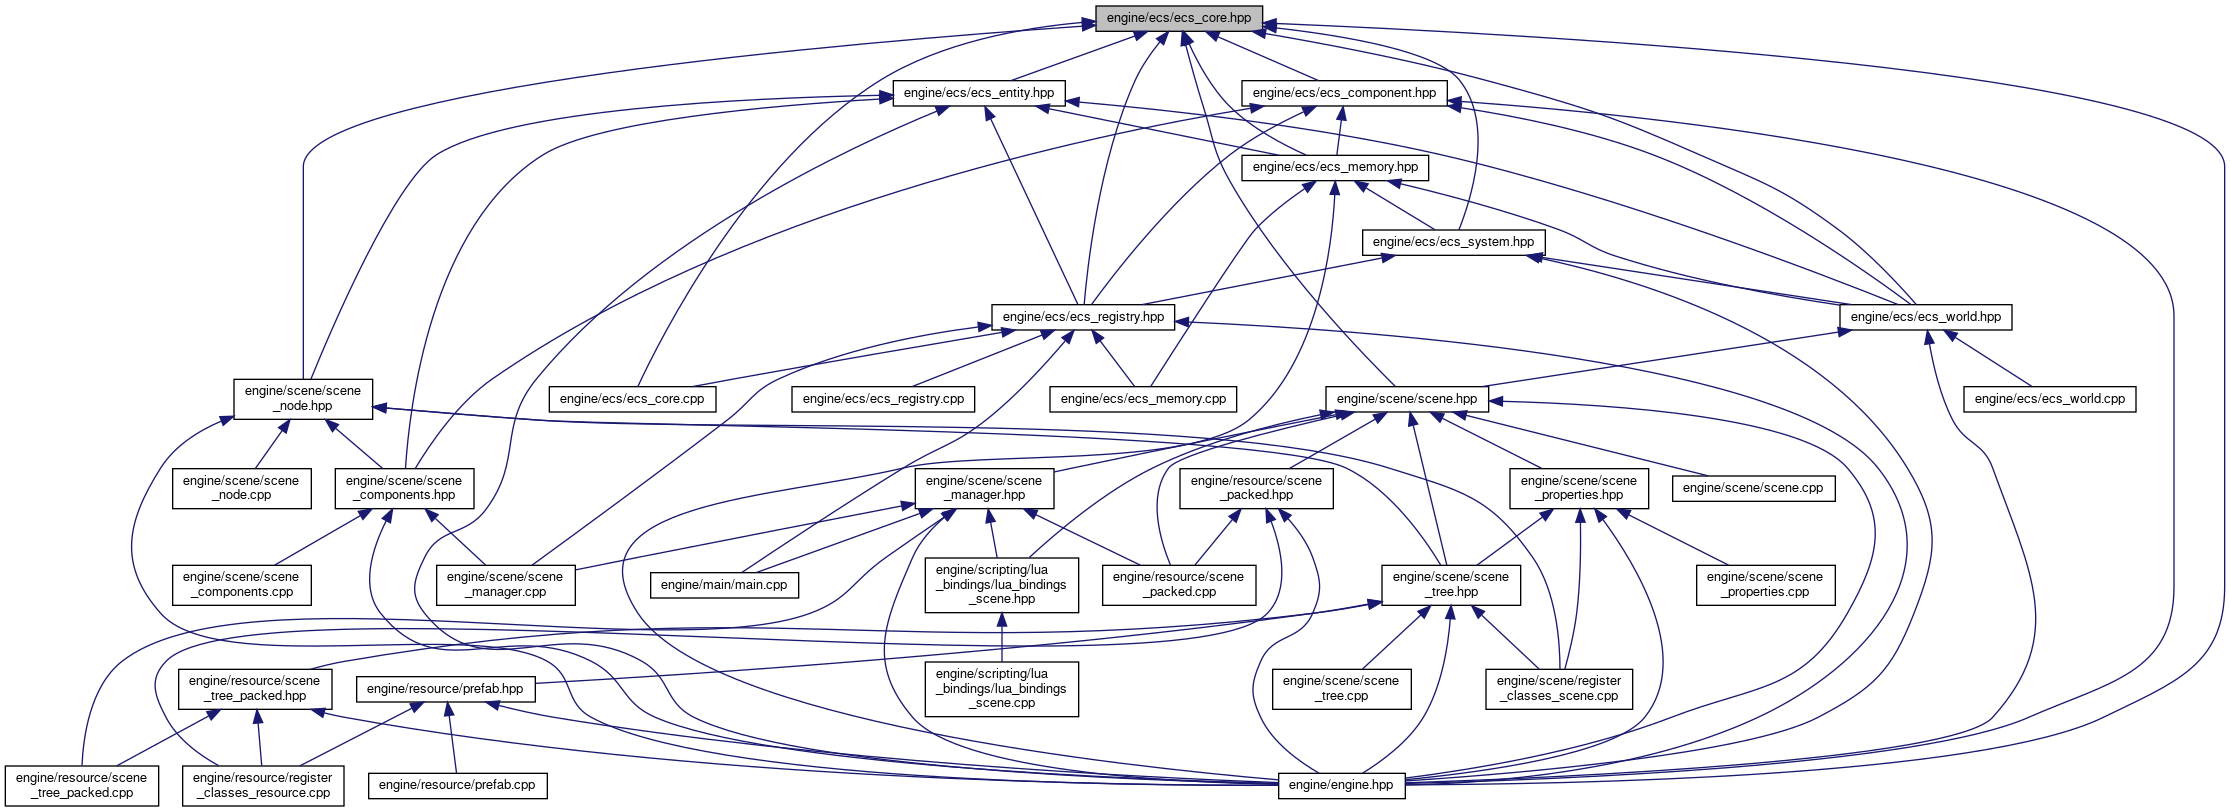 engine/ecs/ecs_core.hpp
engine/ecs/ecs_entity.hpp
engine/ecs/ecs_component.hpp
engine/ecs/ecs_memory.hpp
engine/ecs/ecs_system.hpp
engine/ecs/ecs_registry.hpp
engine/ecs/ecs_world.hpp
engine/scene/scene
_node.hpp
engine/ecs/ecs_core.cpp
engine/ecs/ecs_registry.cpp
engine/ecs/ecs_memory.cpp
engine/scene/scene.hpp
engine/ecs/ecs_world.cpp
engine/scene/scene
_node.cpp
engine/scene/scene
_components.hpp
engine/scene/scene
_manager.hpp
engine/resource/scene
_packed.hpp
engine/scene/scene
_properties.hpp
engine/scene/scene.cpp
engine/scene/scene
_components.cpp
engine/scene/scene
_manager.cpp
engine/main/main.cpp
engine/scripting/lua
_bindings/lua_bindings
_scene.hpp
engine/resource/scene
_packed.cpp
engine/scene/scene
_tree.hpp
engine/scene/scene
_properties.cpp
engine/resource/scene
_tree_packed.hpp
engine/resource/prefab.hpp
engine/scripting/lua
_bindings/lua_bindings
_scene.cpp
engine/scene/scene
_tree.cpp
engine/scene/register
_classes_scene.cpp
engine/resource/scene
_tree_packed.cpp
engine/resource/register
_classes_resource.cpp
engine/resource/prefab.cpp
engine/engine.hpp